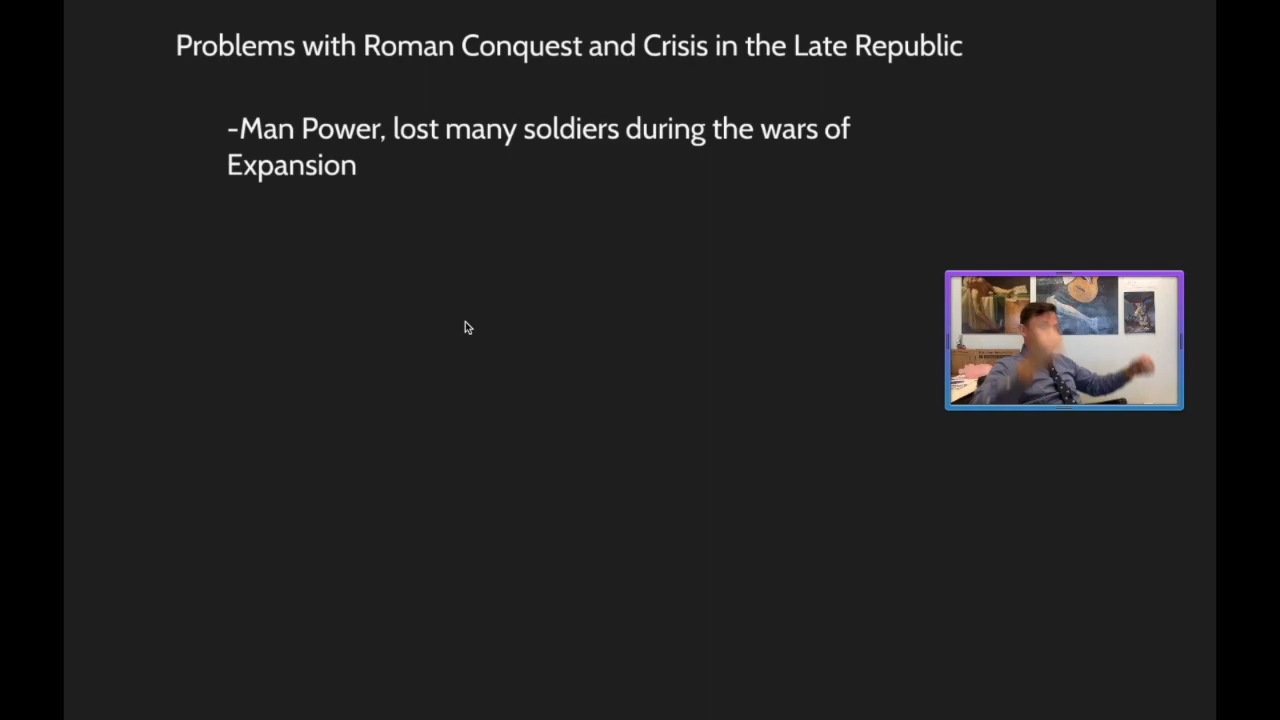 Problems with Roman Conquest and Crisis in the Late Republic
-Man Power, lost many soldiers during the wars of
Expansion